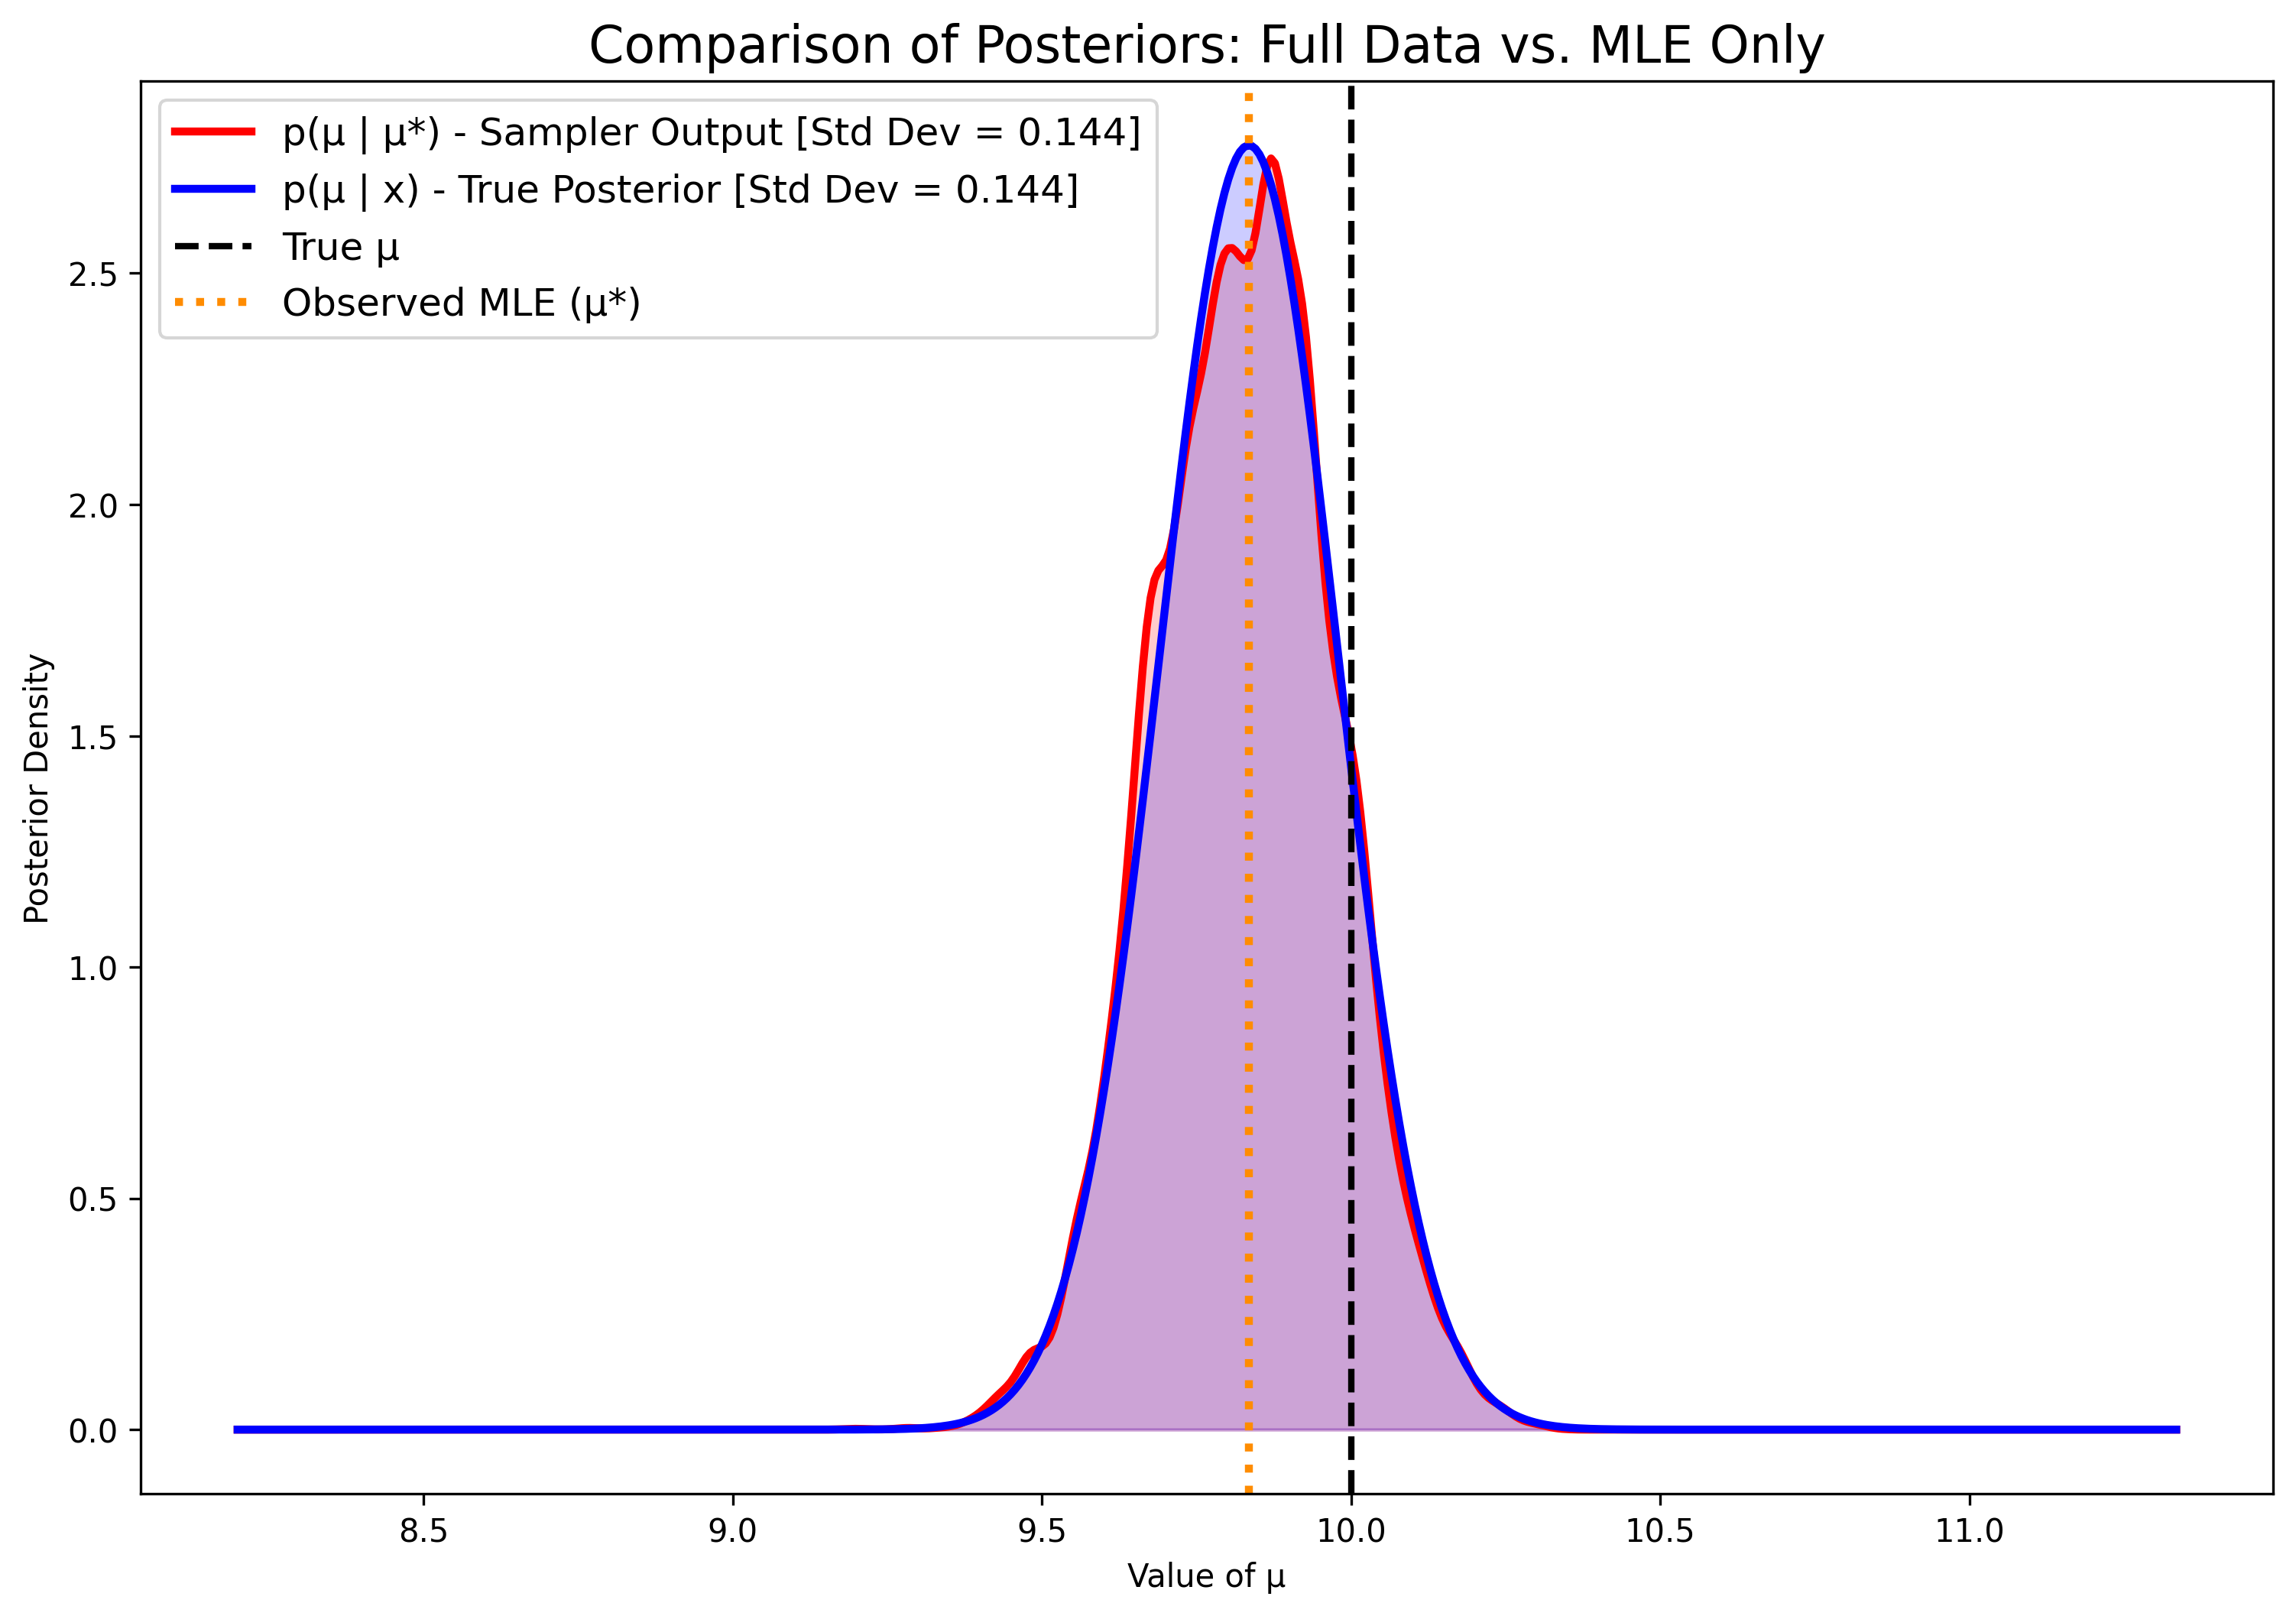 Comparison of Posteriors: Full Data vs. MLE Only
p(μ | μ*) - Sampler Output [Std Dev = 0.144]
p(μ | x) - True Posterior [Std Dev = 0.144]
True μ
Observed MLE (μ*)
Posterior Density
2.5
2.0
1.5
1.0
0.5
0.0
8.5 9.0 9.5 10.0 10.5 11.0
Value of μ